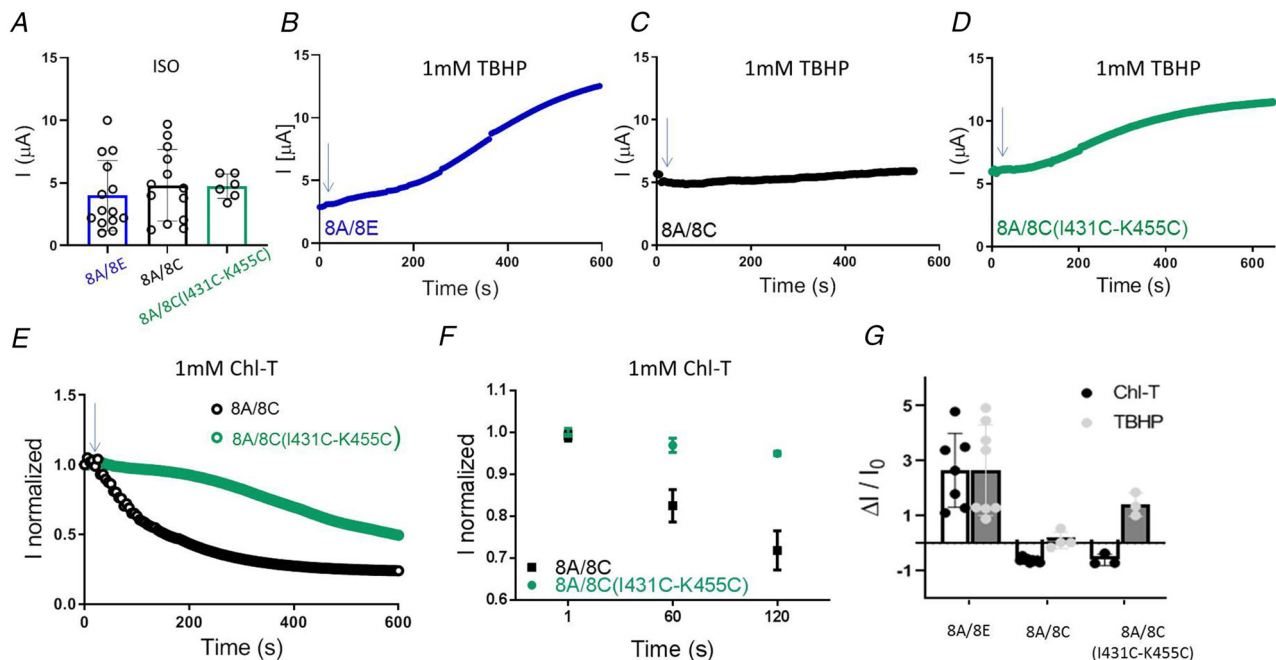 A
ISO
I (µA)
15
10
5
0
8A/8E
8A/8C
8A/8C(I431C-K455C)
B
1mM TBHP
I [µA]
15
10
5
0
0
200
400
600
8A/8E
Time (s)
C
1mM TBHP
I (µA)
15
10
5
0
0
200
400
600
8A/8C
Time (s)
D
1mM TBHP
I (µA)
15
10
5
0
0
200
400
600
8A/8C(I431C-K455C)
Time (s)
E
1mM Chl-T
I normalized
1.5
1.0
0.5
0.0
0
200
400
600
8A/8C
8A/8C(I431C-K455C)
Time (s)
F
1mM Chl-T
I normalized
1.1
1.0
0.9
0.8
0.7
0.6
1
60
120
8A/8C
8A/8C(I431C-K455C)
Time (s)
G
Chl-T
TBHP
ΔI / I0
5
3
1
-1
8A/8E
8A/8C
8A/8C
(I431C-K455C)